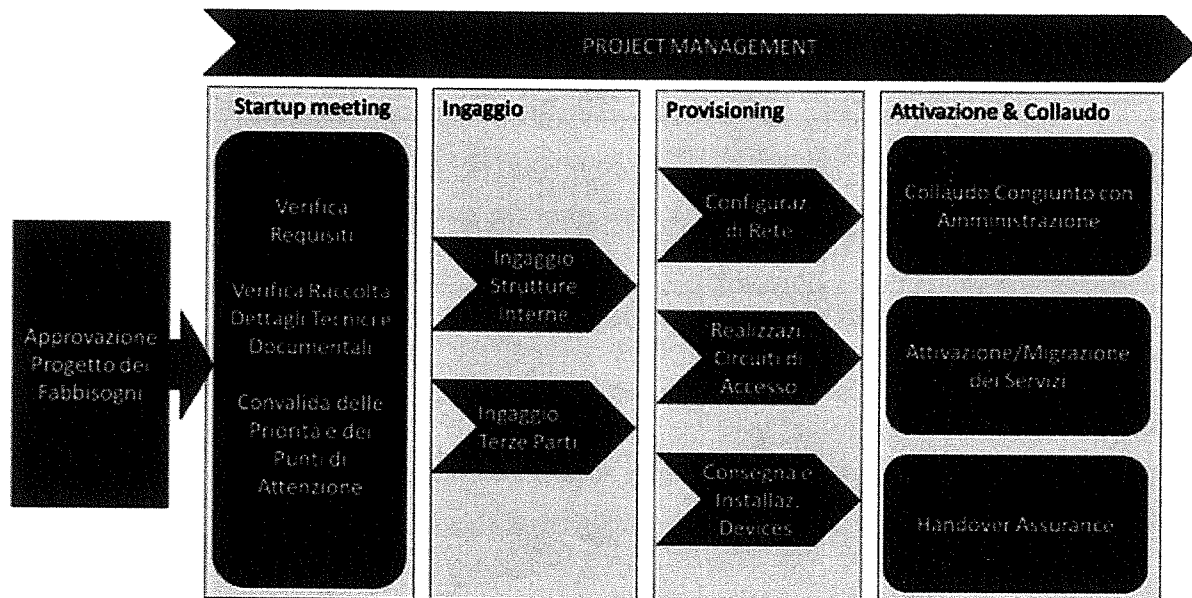 PROJECT MANAGEMENT
Approvazione
Progetto dei
Fabbisogni
Startup meeting
Verifica
Requisiti
Verifica Raccolta
Dettagli Tecnici e
Documentali
Convalida delle
Priorità e dei
Punti di
Attenzione
Ingaggio
Ingaggio
Strutture
Interne
Ingaggio
Terze Parti
Provisioning
Configuraz.
di Rete
Realizzazi.
Circuiti di
Accesso
Consegna e
Installaz.
Devices
Attivazione & Collaudo
Collaudo Congiunto con
Amministrazione
Attivazione/Migrazione
dei Servizi
Handover Assurance